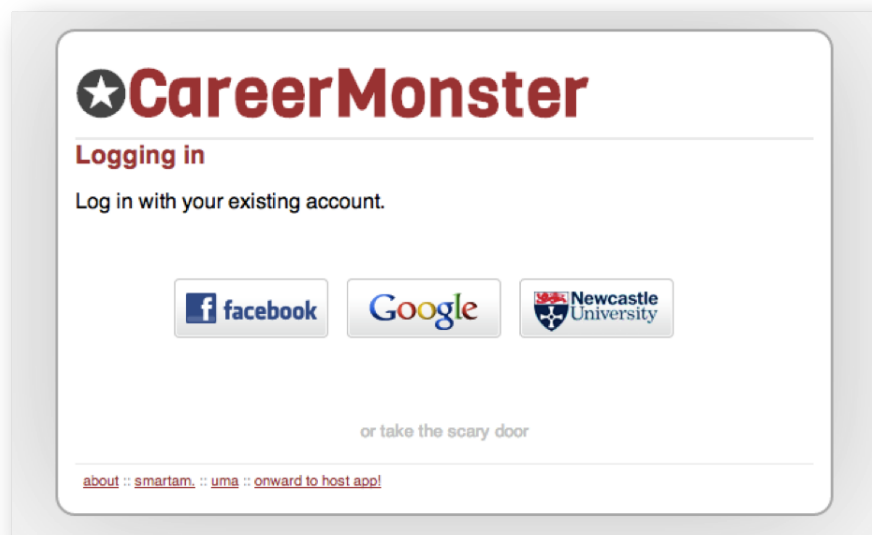 CareerMonster
Logging in
Log in with your existing account.
facebook
Google
Newcastle
University
or take the scary door
about :: smartam. :: uma :: onward to host app!